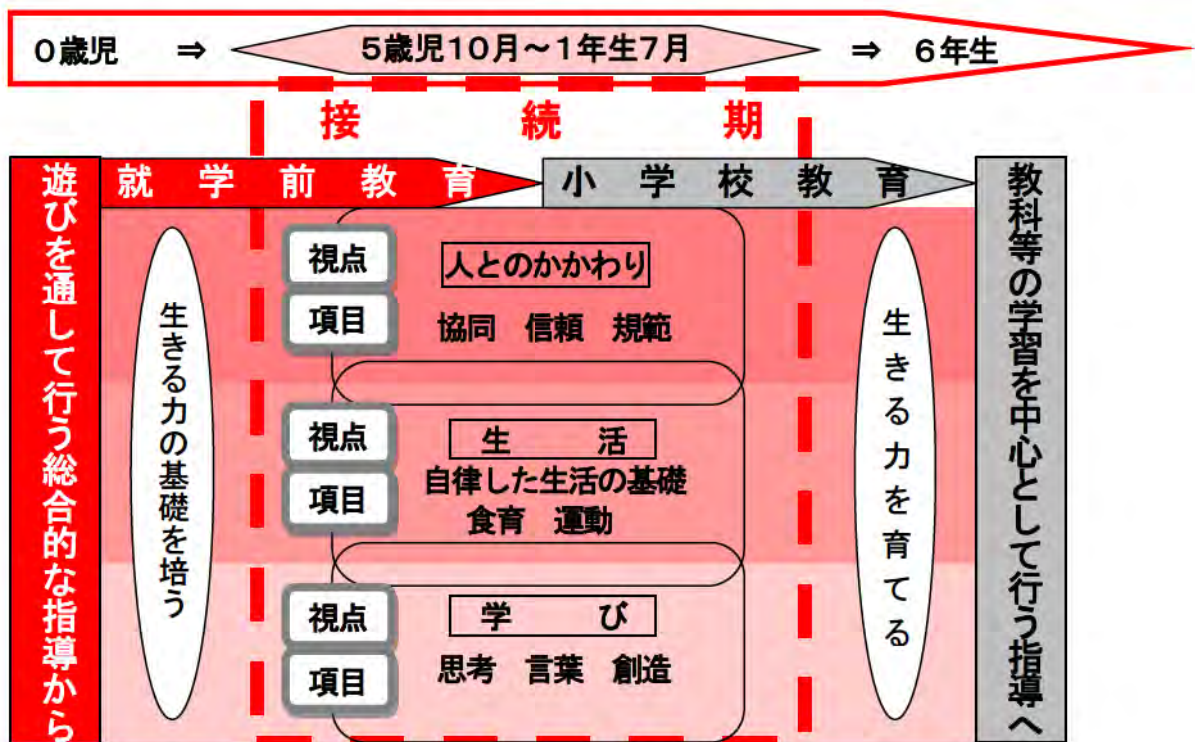 0歳児 ⇒ 5歳児10月～1年生7月 ⇒ 6年生
接続期
就学前教育
小学校教育
遊びを通して行う総合的な指導から
生きる力の基礎を培う
視点
人とのかかわり
項目
協同 信頼 規範
視点
生活
項目
自律した生活の基礎
食育 運動
視点
学び
項目
思考 言葉 創造
生きる力を育てる
教科等の学習を中心として行う指導へ